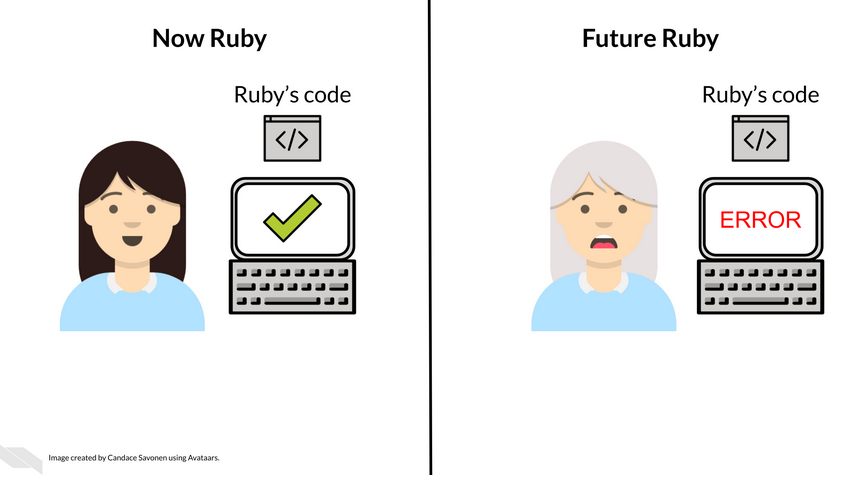 Now Ruby
Ruby’s code
</>
Future Ruby
Ruby’s code
</>
ERROR
Image created by Candace Savonen using Avataars.